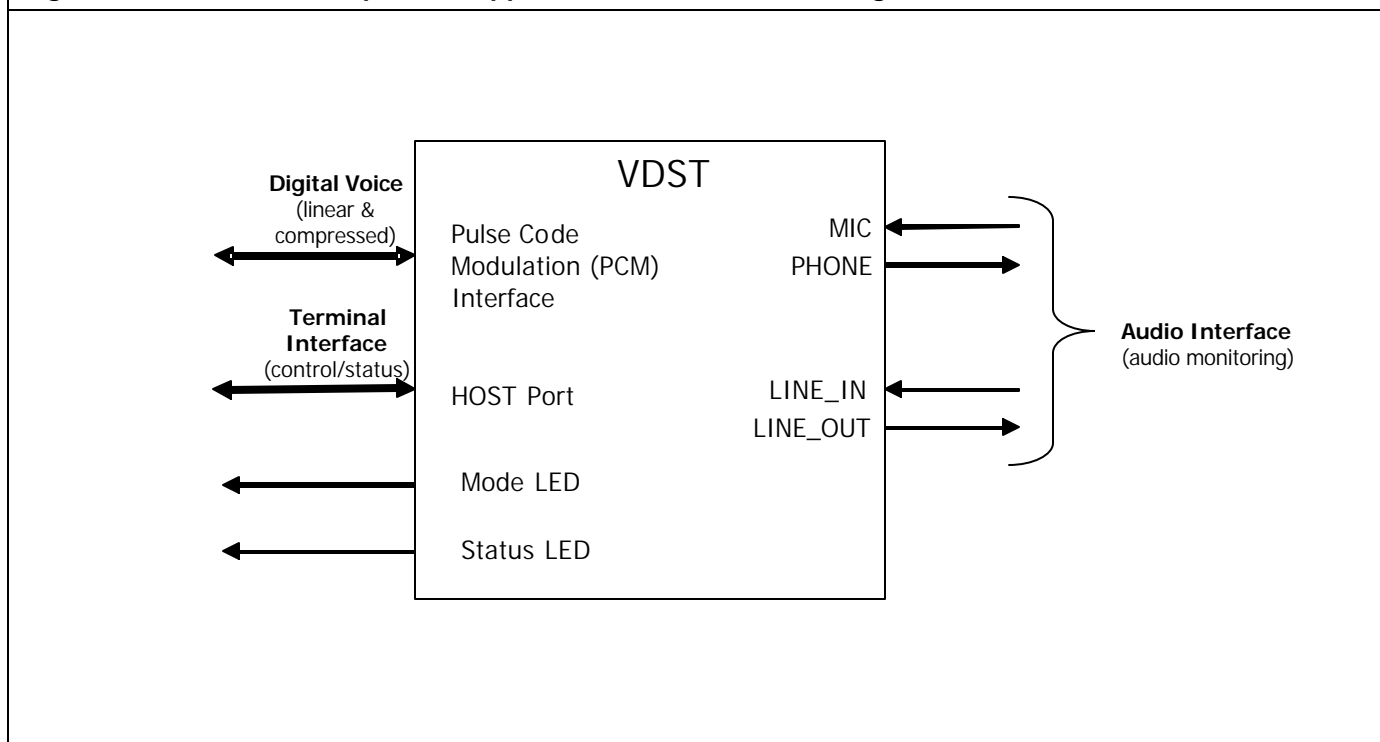 VDST
Digital Voice
(linear &
compressed)
Pulse Code
Modulation (PCM)
Interface
Terminal
Interface
(control/status)
HOST Port
Mode LED
Status LED
MIC
PHONE
LINE_IN
LINE_OUT
Audio Interface
(audio monitoring)